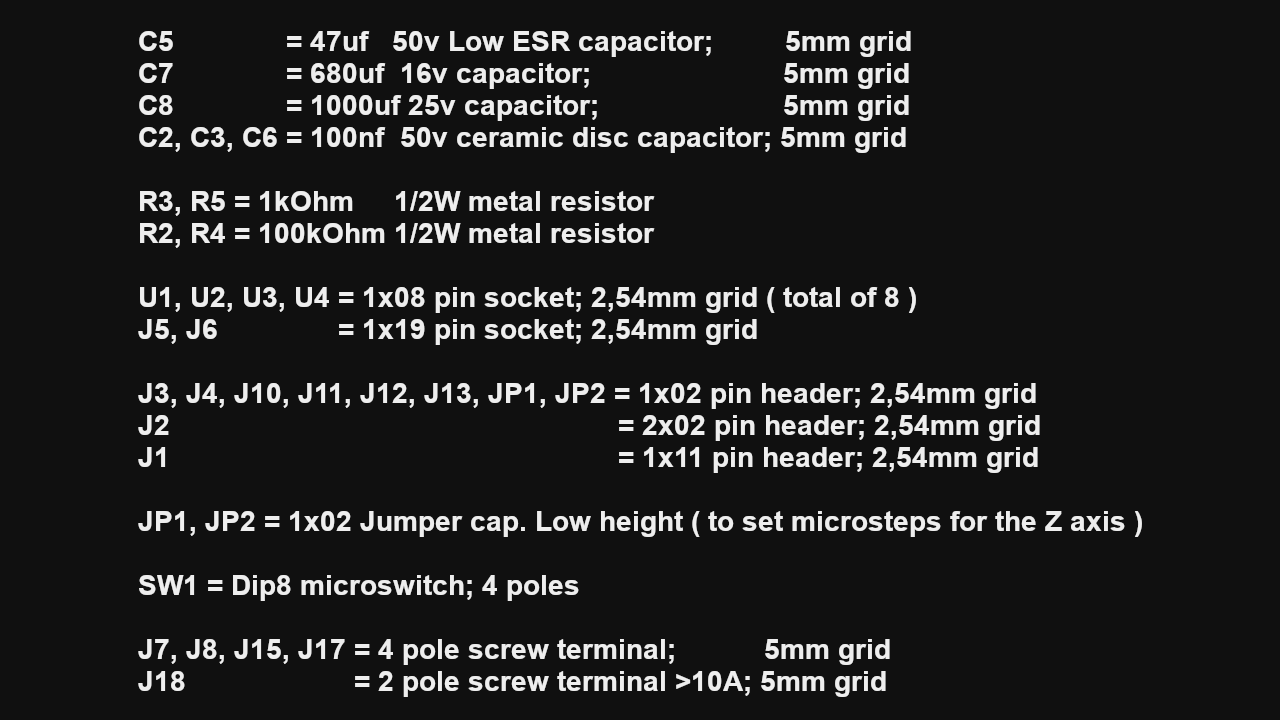 C5 = 47uf 50v Low ESR capacitor; 5mm grid
C7 = 680uf 16v capacitor; 5mm grid
C8 = 1000uf 25v capacitor; 5mm grid
C2, C3, C6 = 100nf 50v ceramic disc capacitor; 5mm grid
R3, R5 = 1kOhm 1/2W metal resistor
R2, R4 = 100kOhm 1/2W metal resistor
U1, U2, U3, U4 = 1x08 pin socket; 2,54mm grid ( total of 8 )
J5, J6 = 1x19 pin socket; 2,54mm grid
J3, J4, J10, J11, J12, J13, JP1, JP2 = 1x02 pin header; 2,54mm grid
J2 = 2x02 pin header; 2,54mm grid
J1 = 1x11 pin header; 2,54mm grid
JP1, JP2 = 1x02 Jumper cap. Low height ( to set microsteps for the Z axis )
SW1 = Dip8 microswitch; 4 poles
J7, J8, J15, J17 = 4 pole screw terminal; 5mm grid
J18 = 2 pole screw terminal >10A; 5mm grid